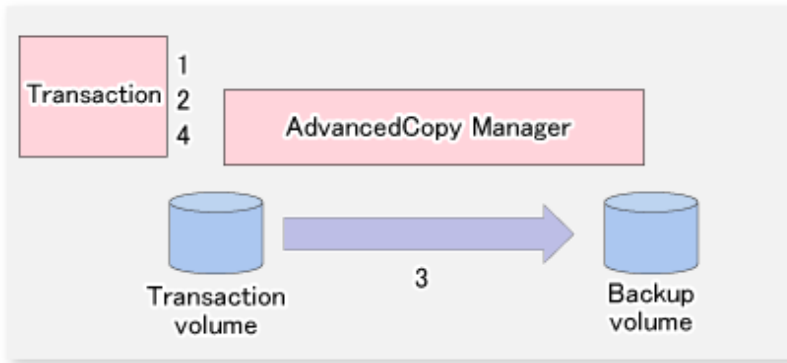 1
Transaction 2
4
AdvancedCopy Manager
3
Transaction
volume
Backup
volume